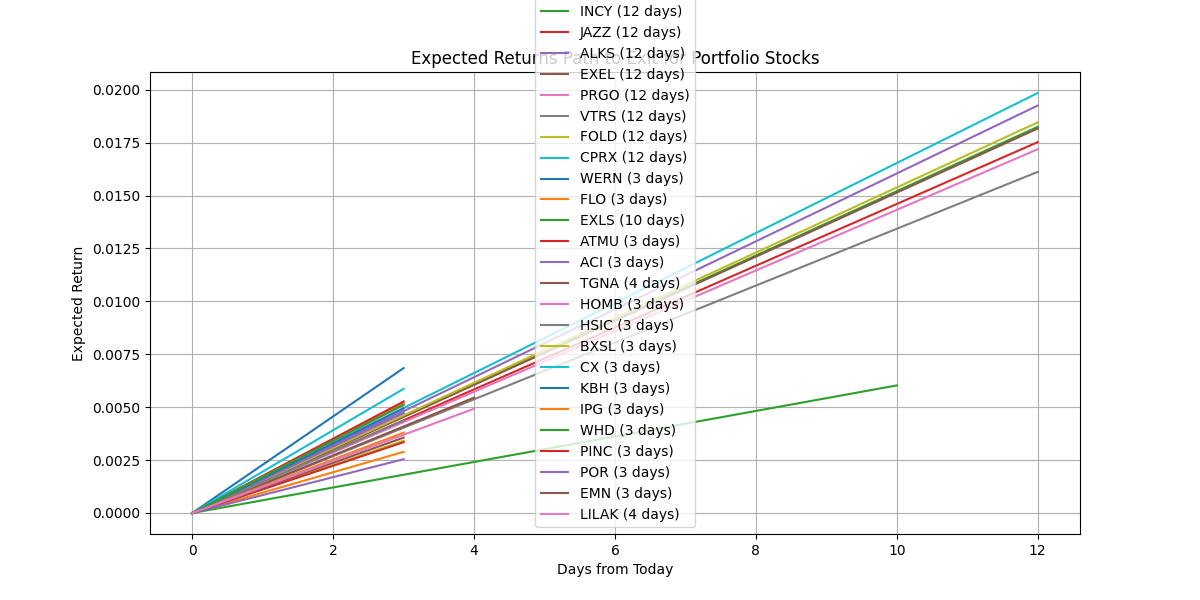 Expected Returns Path to Exit for Portfolio Stocks
INCY (12 days)
JAZZ (12 days)
ALKS (12 days)
EXEL (12 days)
PRGO (12 days)
VTRS (12 days)
FOLD (12 days)
CPRX (12 days)
WERN (3 days)
FLO (3 days)
EXLS (10 days)
ATMU (3 days)
ACI (3 days)
TGNA (4 days)
HOMB (3 days)
HSIC (3 days)
BXSL (3 days)
CX (3 days)
KBH (3 days)
IPG (3 days)
WHD (3 days)
PINC (3 days)
POR (3 days)
EMN (3 days)
LILAK (4 days)
Expected Return
0.0200
0.0175
0.0150
0.0125
0.0100
0.0075
0.0050
0.0025
0.0000
0 2 4 6 8 10 12
Days from Today